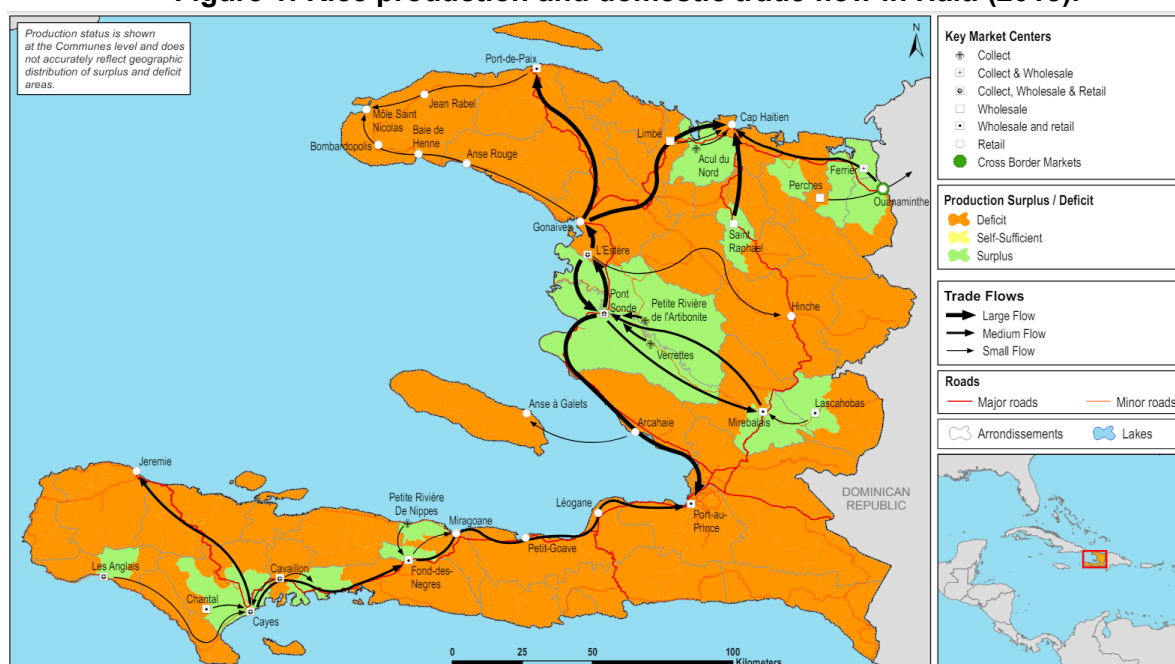 Figure 1. Rice production and domestic trade flow in Haiti (2018).
Production status is shown
at the Communes level and does
not accurately reflect geographic
distribution of surplus and deficit
areas.
N
Port-de-Paix
Jean Rabel
Môle Saint
Nicolas
Baie de
Henne
Bombardopolis
Anse Rouge
Cap Haitien
Limbé
Acul du
Nord
Ferrier
Perches
Ouanaminthe
Gonaives
Saint
Raphael
L'Estère
Pont
Sonde
Petite Rivière
de l'Artibonite
Hinche
Verrettes
Lascahobas
Mirebalais
Anse à Galets
Arcahaie
Jeremie
Petite Rivière
De Nippes
Miragoane
Léogane
Port-au-
Prince
DOMINICAN
REPUBLIC
Petit-Goave
Les Anglais
Cavaillon
Fond-des-
Negres
Chantal
Cayes
0 25 50 100
Kilometers
Key Market Centers
Collect
Collect & Wholesale
Collect, Wholesale & Retail
Wholesale
Wholesale and retail
Retail
Cross Border Markets
Production Surplus / Deficit
Deficit
Self-Sufficient
Surplus
Trade Flows
Large Flow
Medium Flow
Small Flow
Roads
Major roads Minor roads
Arrondissements Lakes